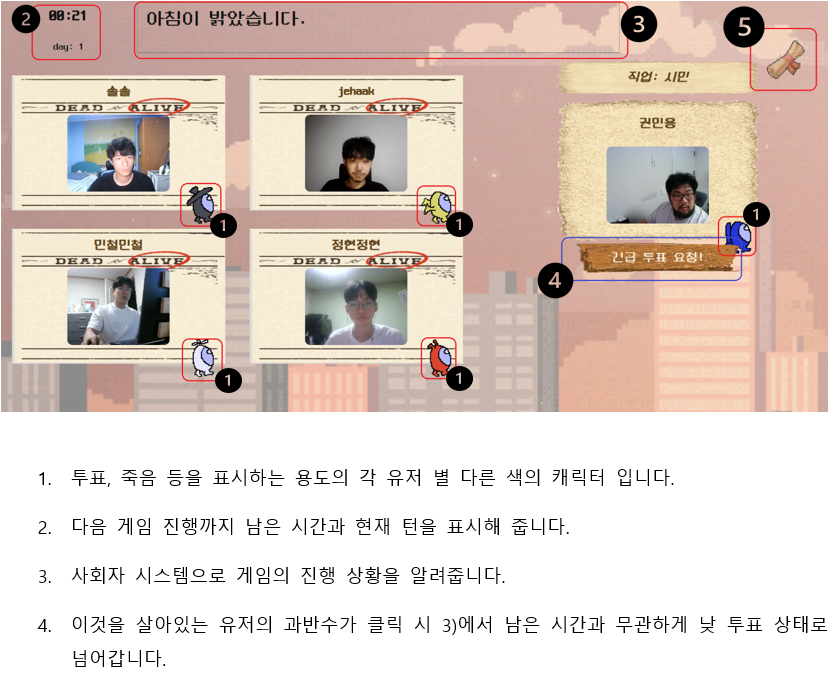 2
00:21
day: 1
아침이 밝았습니다.
3
5
직업: 시민
솔솔
DEAD OR ALIVE
1
jehaak
DEAD OR ALIVE
1
권민용
1
긴급 투표 요청!
4
민철민철
DEAD OR ALIVE
1
정현정현
DEAD OR ALIVE
1
1. 투표, 죽음 등을 표시하는 용도의 각 유저 별 다른 색의 캐릭터 입니다.
2. 다음 게임 진행까지 남은 시간과 현재 턴을 표시해 줍니다.
3. 사회자 시스템으로 게임의 진행 상황을 알려줍니다.
4. 이것을 살아있는 유저의 과반수가 클릭 시 3)에서 남은 시간과 무관하게 낮 투표 상태로
넘어갑니다.